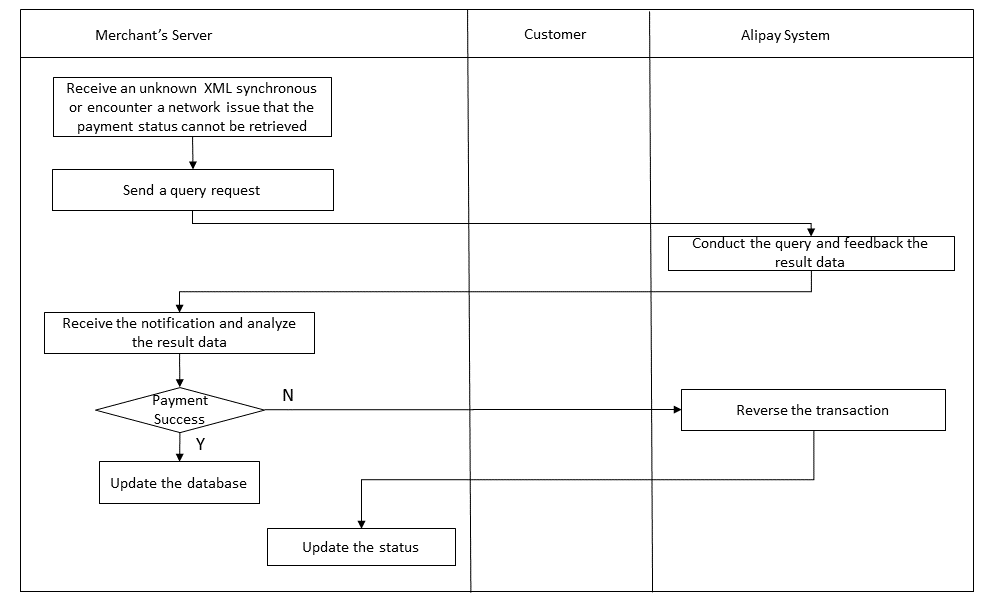 Merchant's Server
Customer
Alipay System
Receive an unknown XML synchronous
or encounter a network issue that the
payment status cannot be retrieved
Send a query request
Conduct the query and feedback the
result data
Receive the notification and analyze
the result data
Payment
Success
N
Reverse the transaction
Y
Update the database
Update the status